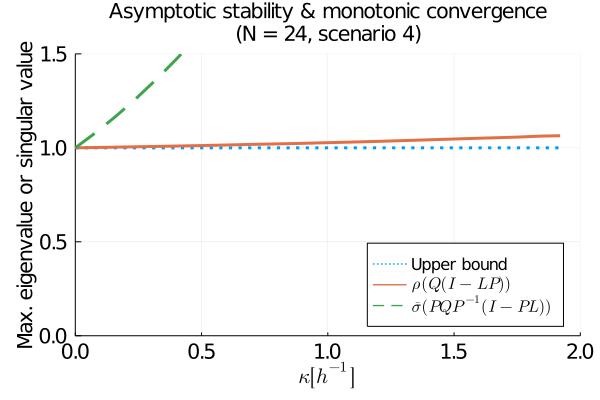 Asymptotic stability & monotonic convergence
(N = 24, scenario 4)
Max. eigenvalue or singular value
1.5
1.0
0.5
0.0
0.0 0.5 1.0 1.5 2.0
κ[h⁻¹]
Upper bound
ρ(Q(I − LP))
σ̄(PQP⁻¹(I − PL))